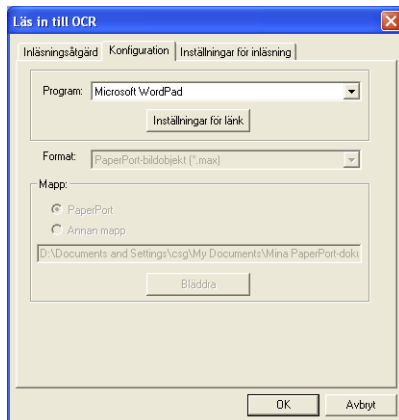 Läs in till OCR
Inläsningsåtgärd Konfiguration Inställningar för inläsning
Program: Microsoft WordPad
Inställningar för länk
Format: PaperPort-bildobjekt (*.max)
Mapp:
PaperPort
Annan mapp
D:\Documents and Settings\csg\My Documents\Mina PaperPort-doku
Bläddra
OK Avbryt